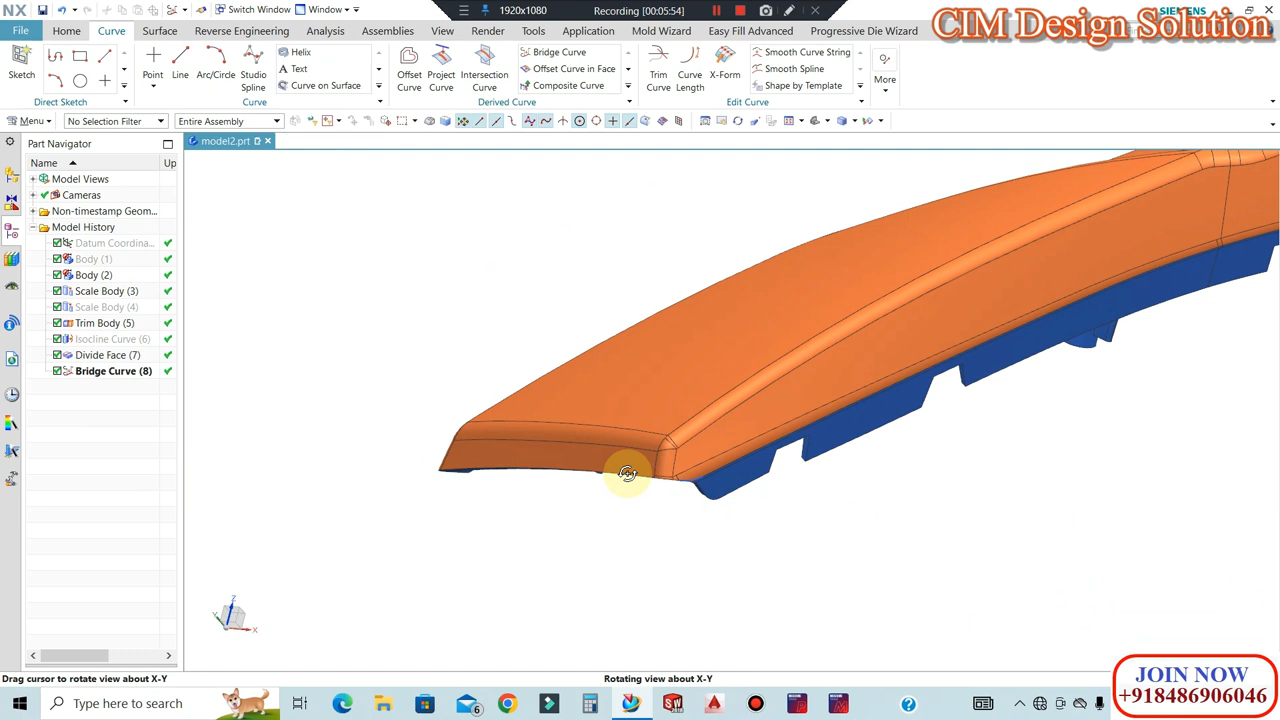 NX
Switch Window
Window
1920x1080
Recording [00:05:54]
SIEMENS
CIM Design Solution
File
Home
Curve
Surface
Reverse Engineering
Analysis
Assemblies
View
Render
Tools
Application
Mold Wizard
Easy Fill Advanced
Progressive Die Wizard
Sketch
Direct Sketch
Point
Line
Arc/Circle
Studio
Spline
Helix
Text
Curve on Surface
Curve
Offset
Curve
Project
Curve
Intersection
Curve
Bridge Curve
Offset Curve in Face
Composite Curve
Derived Curve
Trim
Curve
Curve
Length
X-Form
Smooth Curve String
Smooth Spline
Shape by Template
Edit Curve
More
Menu
No Selection Filter
Entire Assembly
Part Navigator
model2.prt
Name
Up
Model Views
Cameras
Non-timestamp Geom...
Model History
Datum Coordina...
Body (1)
Body (2)
Scale Body (3)
Scale Body (4)
Trim Body (5)
Isocline Curve (6)
Divide Face (7)
Bridge Curve (8)
Z
Y
X
Drag cursor to rotate view about X-Y
Rotating view about X-Y
JOIN NOW
+918486906046
Type here to search
6